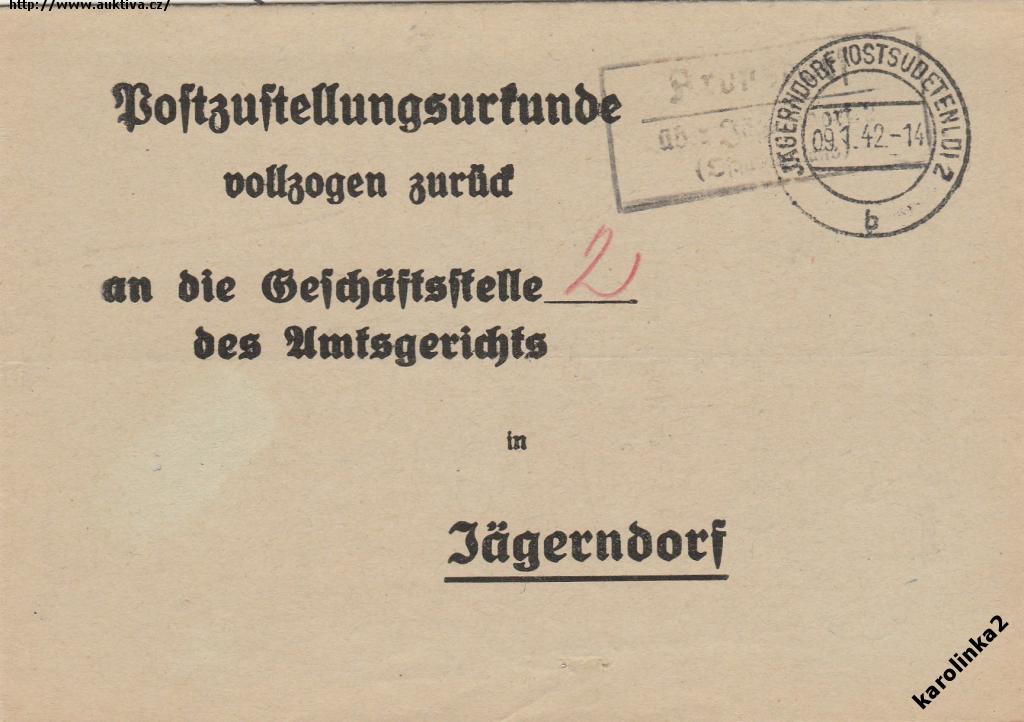 http://www.auktiva.cz/
Postzustellungsurkunde
vollzogen zurück
an die Geschäftsstelle 2
des Amtsgerichts
in
Jägerndorf
über
JÄGERNDORF (OSTSUDETENLD) 2
09.1.42.-14
b
karolinka2